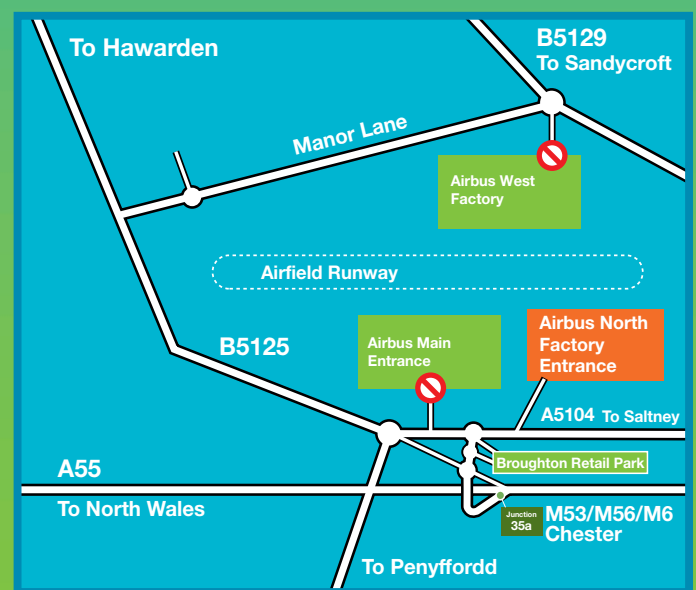 To Hawarden
B5129
To Sandycroft
Manor Lane
Airbus West
Factory
Airfield Runway
B5125
Airbus Main
Entrance
Airbus North
Factory
Entrance
A5104 To Saltney
Broughton Retail Park
A55
To North Wales
Junction
35a
M53/M56/M6
Chester
To Penyffordd